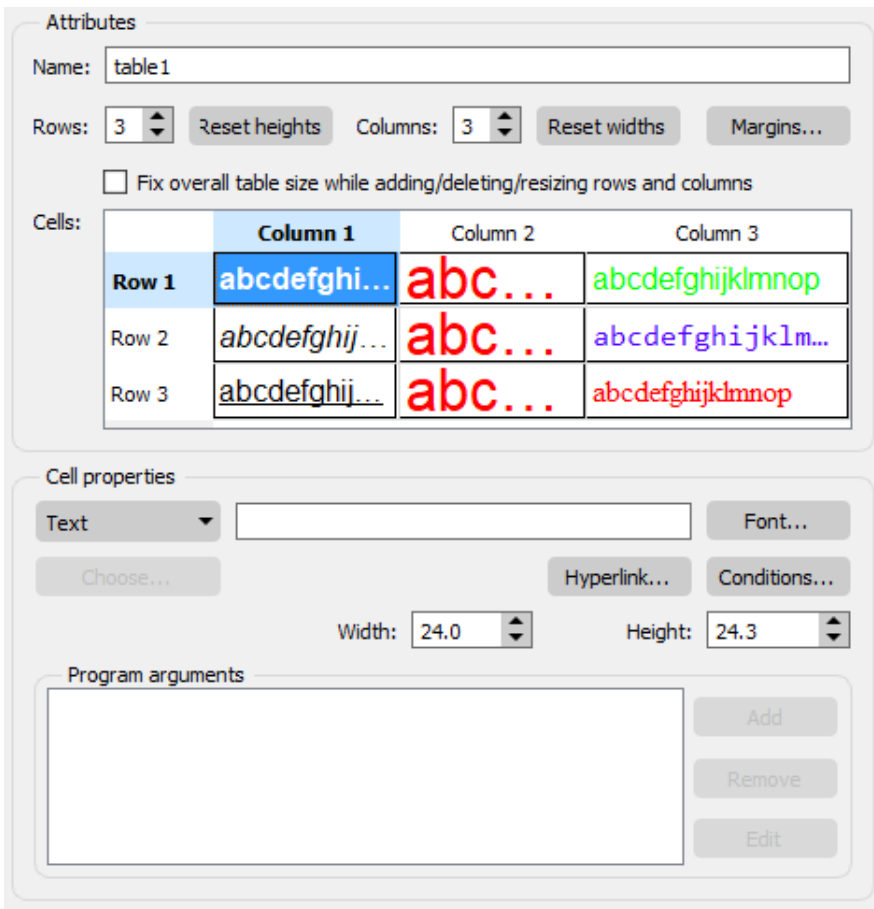 Attributes
Name: table1
Rows: 3 Reset heights Columns: 3 Reset widths Margins...
Fix overall table size while adding/deleting/resizing rows and columns
Cells:
Column 1 Column 2 Column 3
Row 1 abcdefghi... abc... abcdefghijklmnop
Row 2 abcdefghij... abc... abcdefghijklm...
Row 3 abcdefghij... abc... abcdefghijklmnop
Cell properties
Text Font...
Choose... Hyperlink... Conditions...
Width: 24.0 Height: 24.3
Program arguments
Add
Remove
Edit